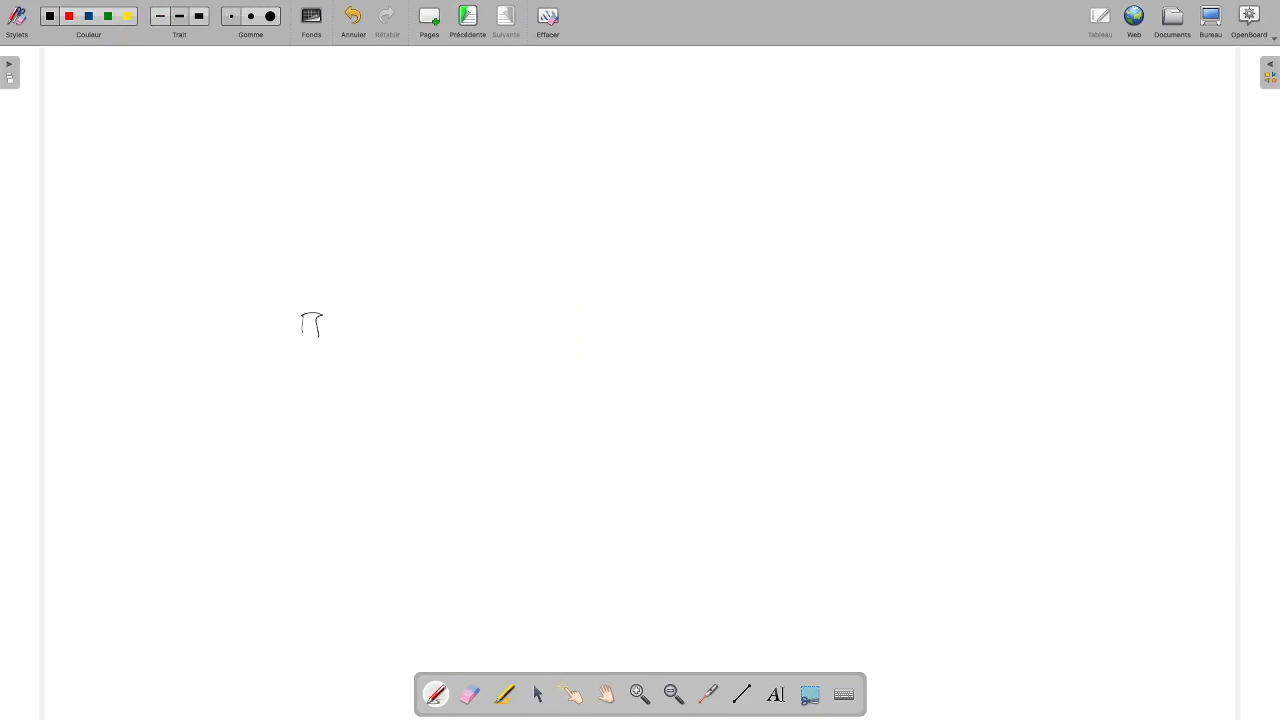 Stylets
Couleur
Trait
Gomme
Fonds
Annuler
Rétablir
Pages
Précédente
Suivante
Effacer
Tableau
Web
Documents
Bureau
OpenBoard
π